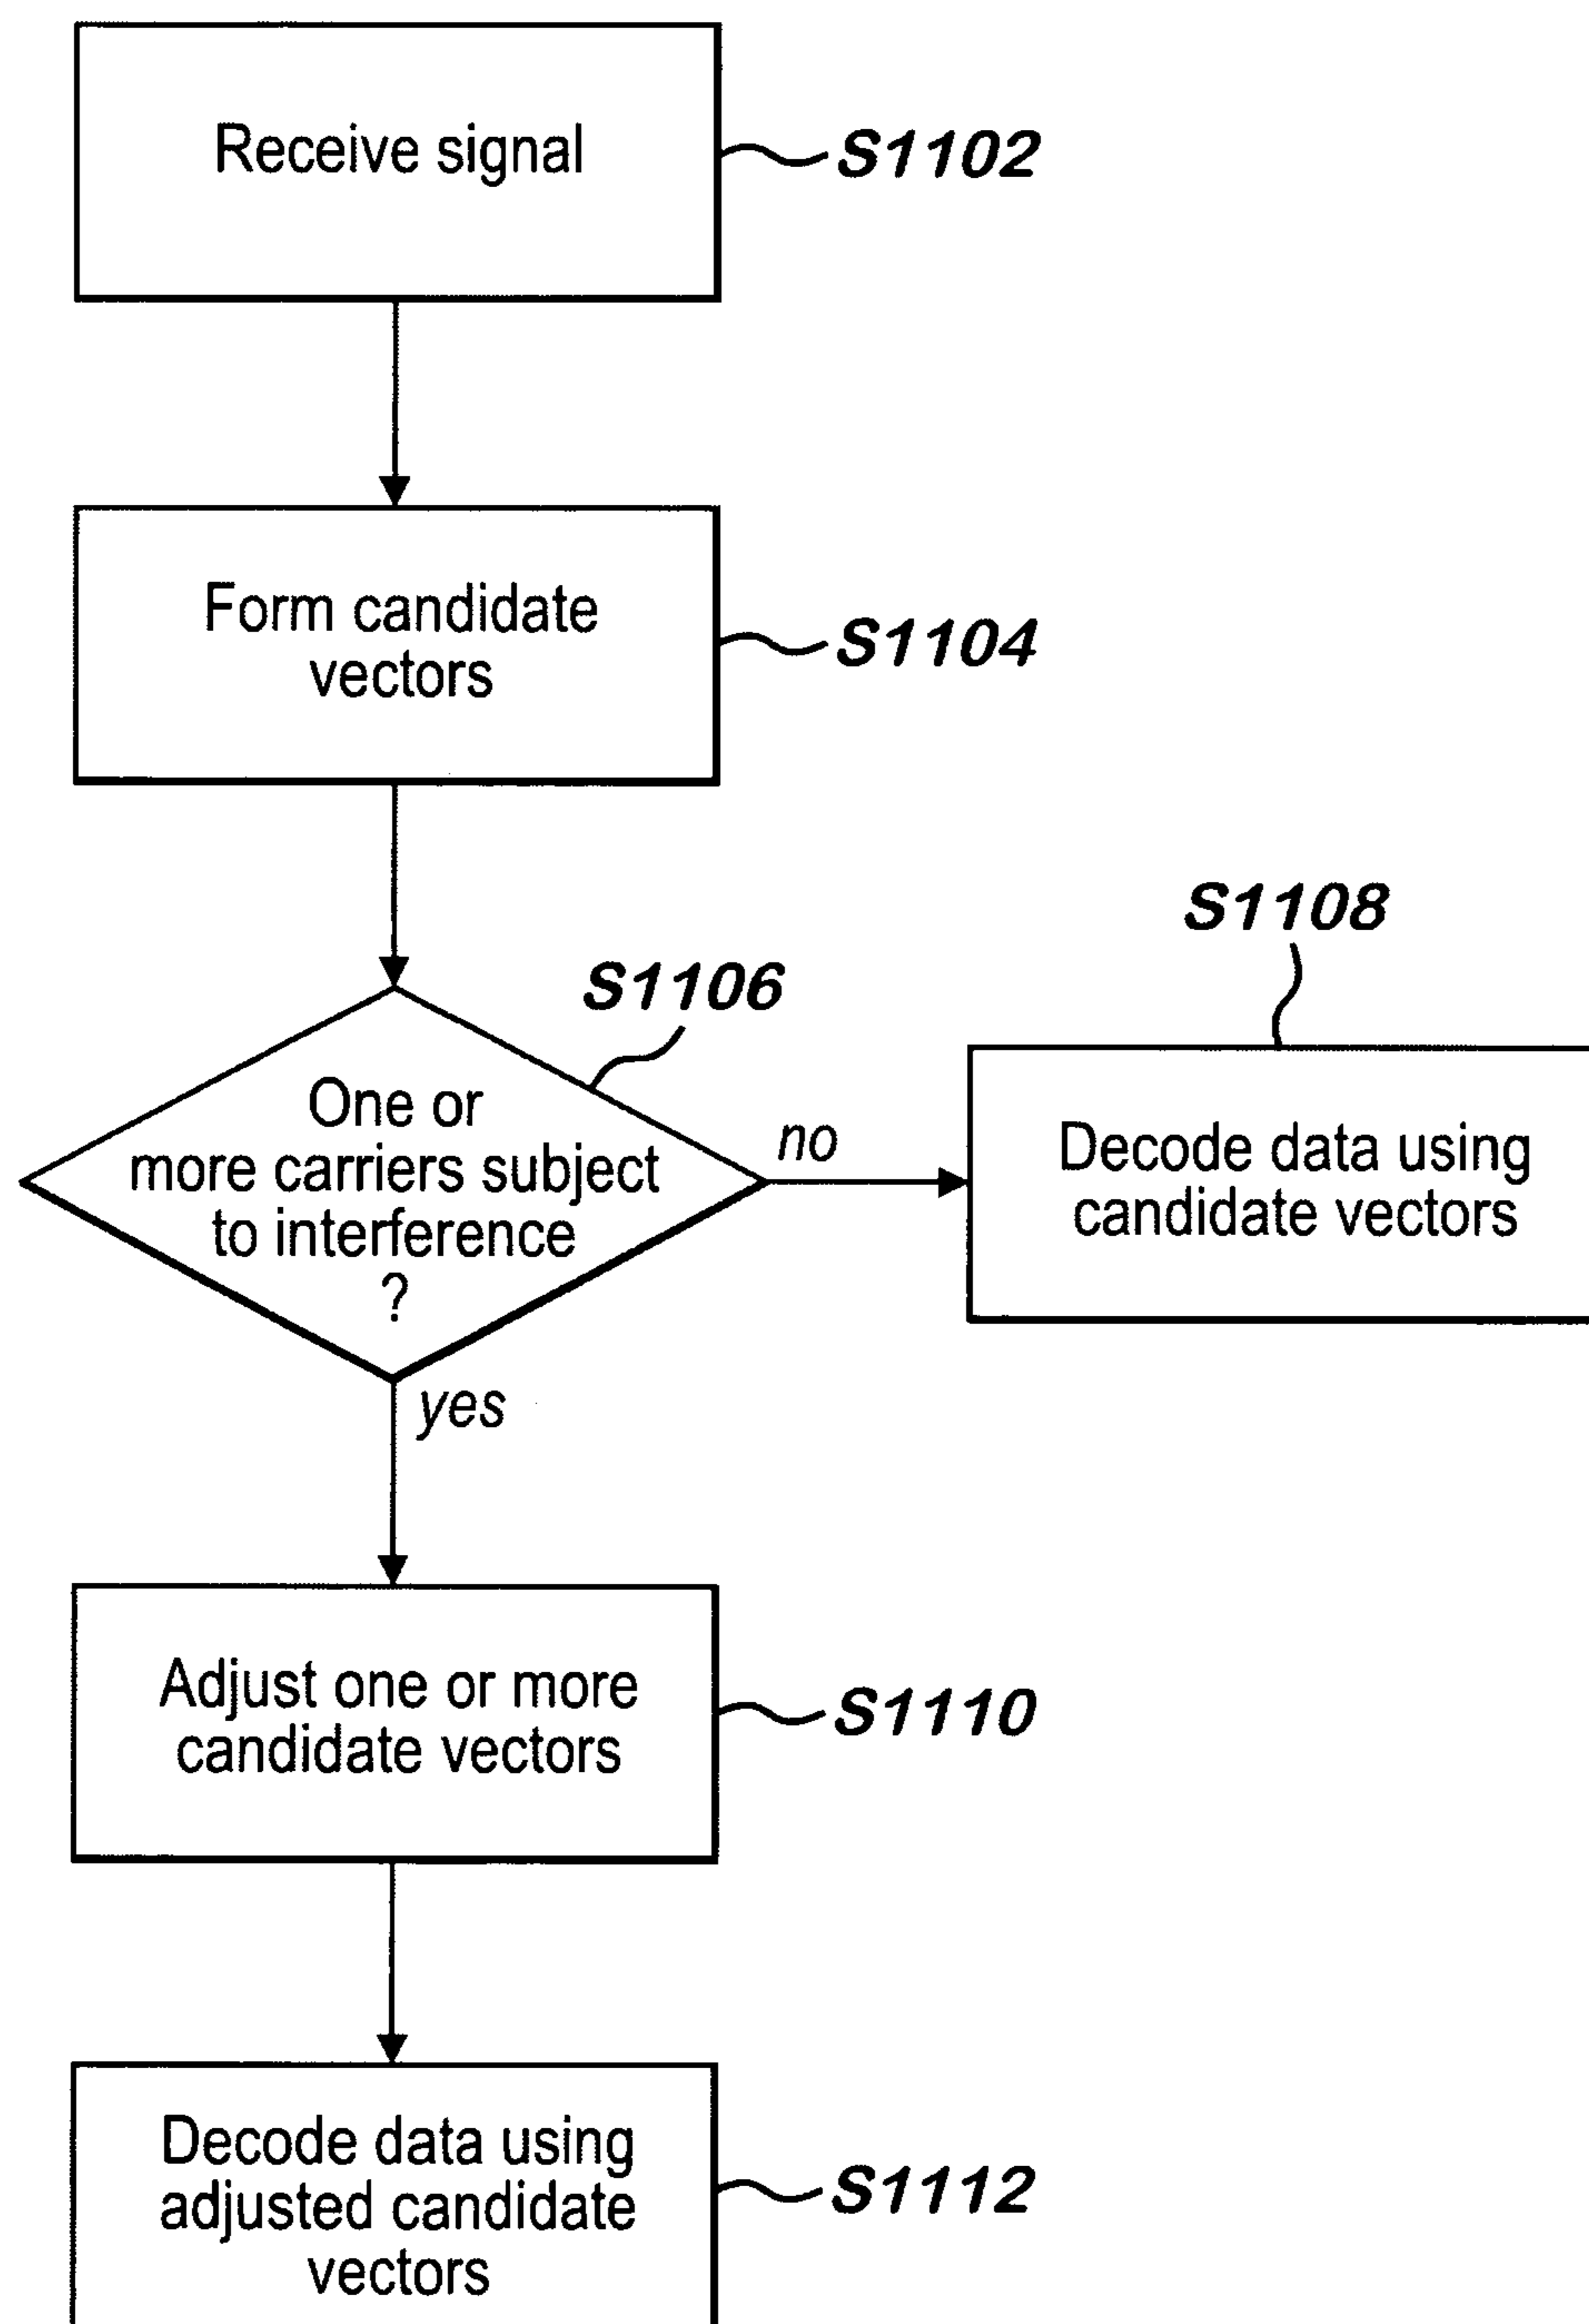 Receive signal
S1102
Form candidate
vectors
S1104
S1106
One or
more carriers subject
to interference
?
no
S1108
Decode data using
candidate vectors
yes
Adjust one or more
candidate vectors
S1110
Decode data using
adjusted candidate
vectors
S1112